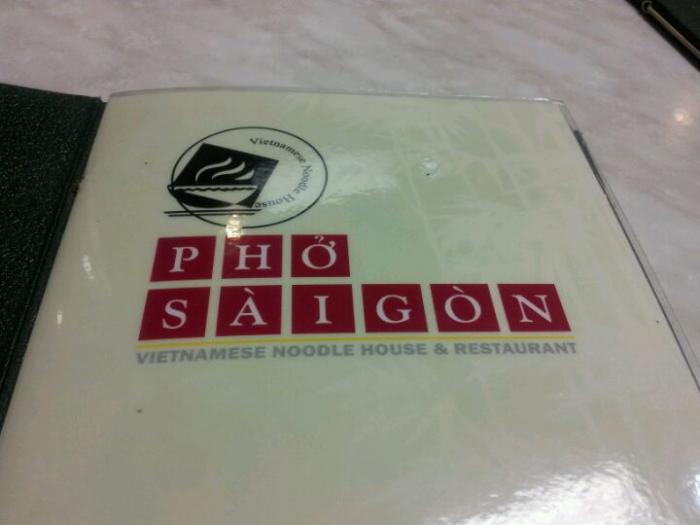 Vietnamese Noodle House
PHỞ
SÀIGÒN
VIETNAMESE NOODLE HOUSE & RESTAURANT